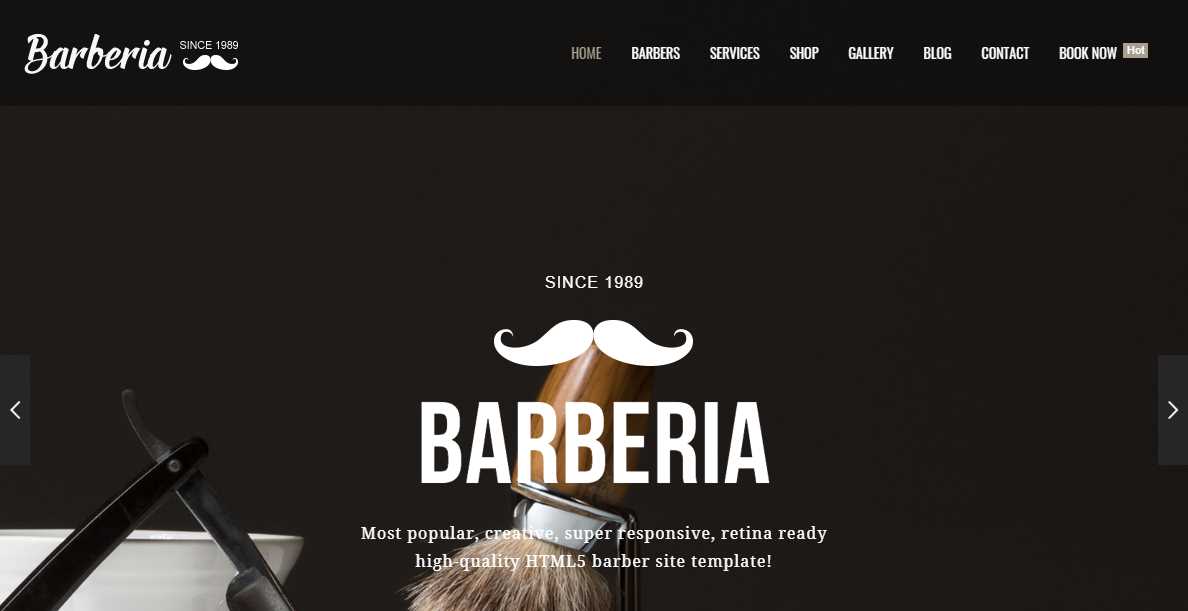 Barberia SINCE 1989
HOME BARBERS SERVICES SHOP GALLERY BLOG CONTACT BOOK NOW Hot
SINCE 1989
BARBERIA
Most popular, creative, super responsive, retina ready
high-quality HTML5 barber site template!